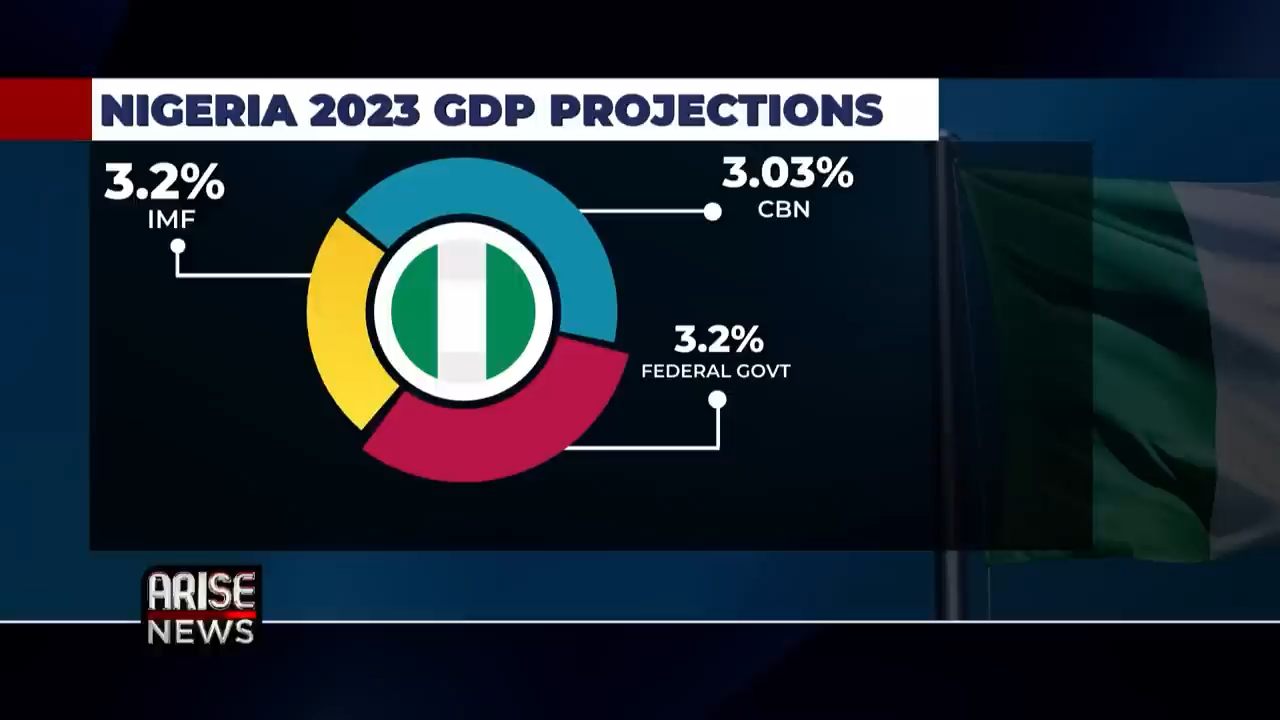 NIGERIA 2023 GDP PROJECTIONS
3.2%
IMF
3.03%
CBN
3.2%
FEDERAL GOVT
ARISE
NEWS